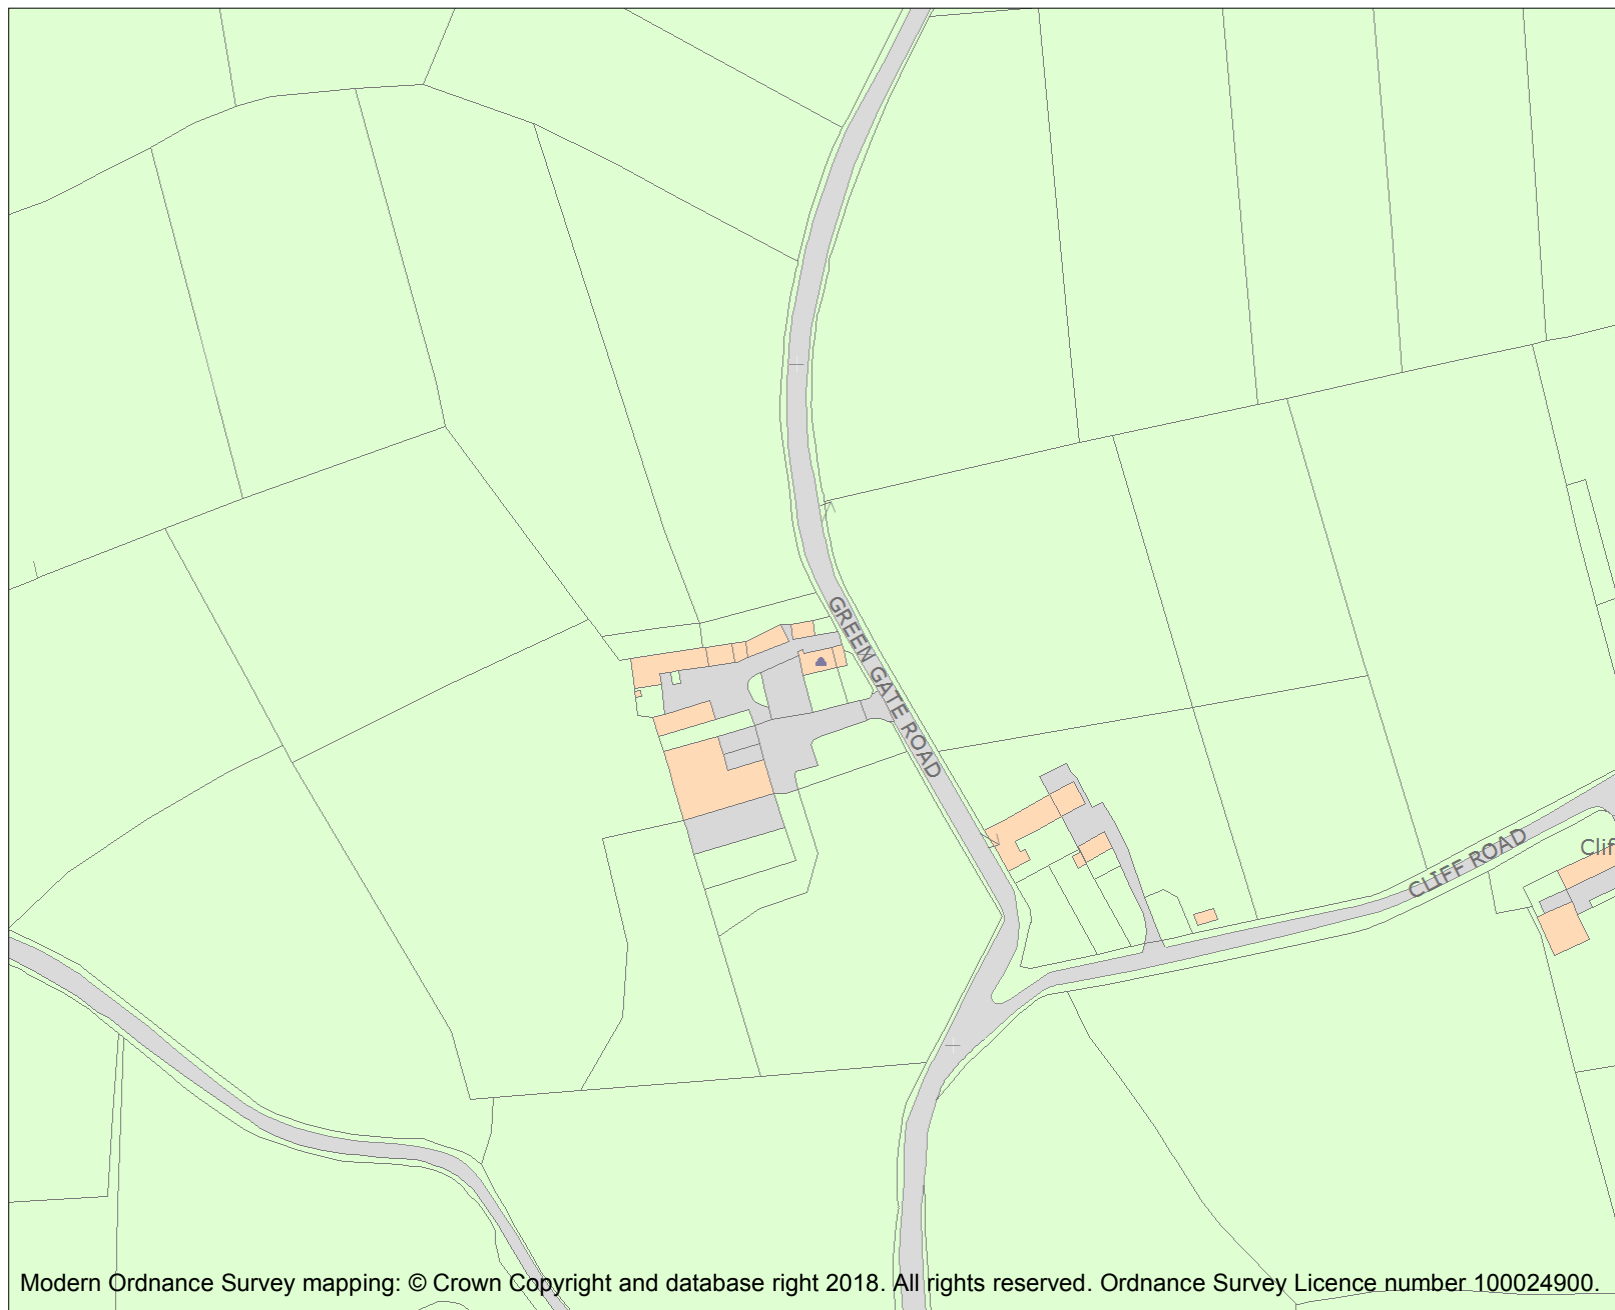 GREEN GATE ROAD
CLIFF ROAD
Clif
Modern Ordnance Survey mapping: © Crown Copyright and database right 2018. All rights reserved. Ordnance Survey Licence number 100024900.